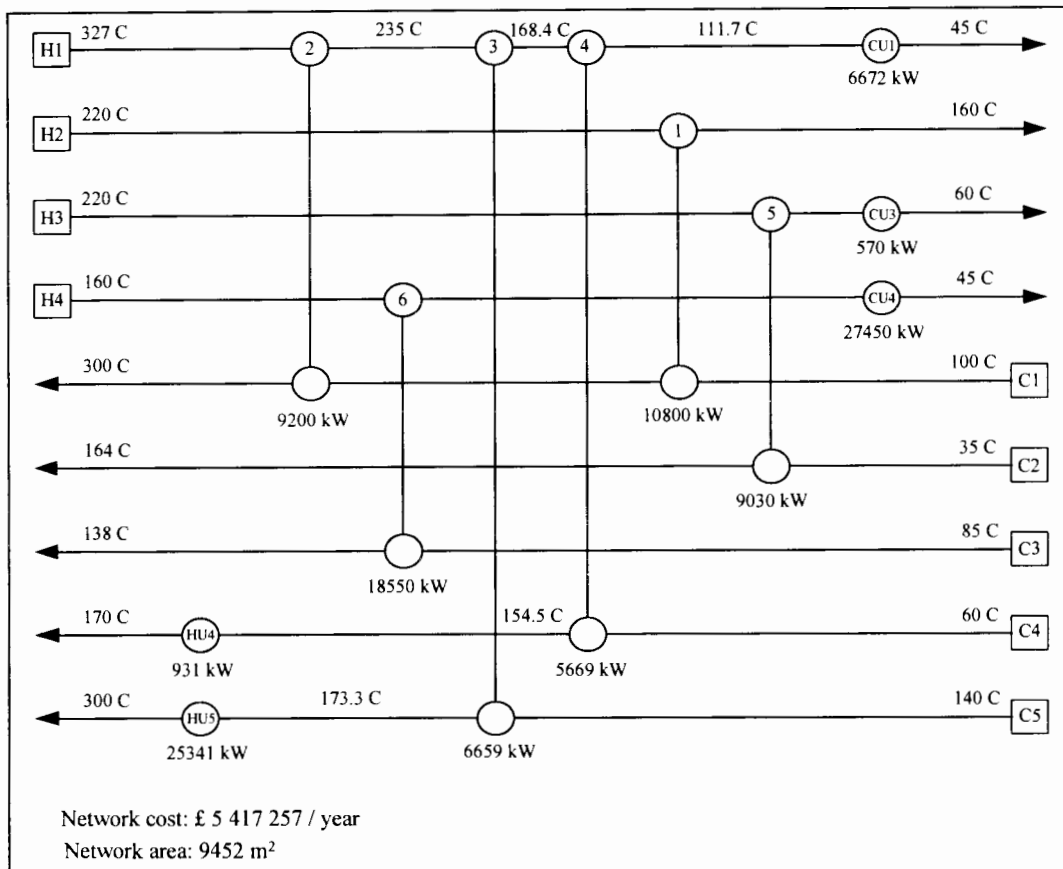 327 C 235 C 168.4 C 111.7 C 45 C
H1 2 3 4 CU1
6672 kW
220 C 160 C
H2 1
220 C 60 C
H3 5 CU3
570 kW
160 C 45 C
H4 6 CU4
27450 kW
300 C 100 C
C1
9200 kW 10800 kW
164 C 35 C
C2
9030 kW
138 C 85 C
C3
18550 kW
170 C 154.5 C 60 C
HU4 C4
931 kW 5669 kW
300 C 173.3 C 140 C
HU5 C5
25341 kW 6659 kW
Network cost: £ 5 417 257 / year
Network area: 9452 m²